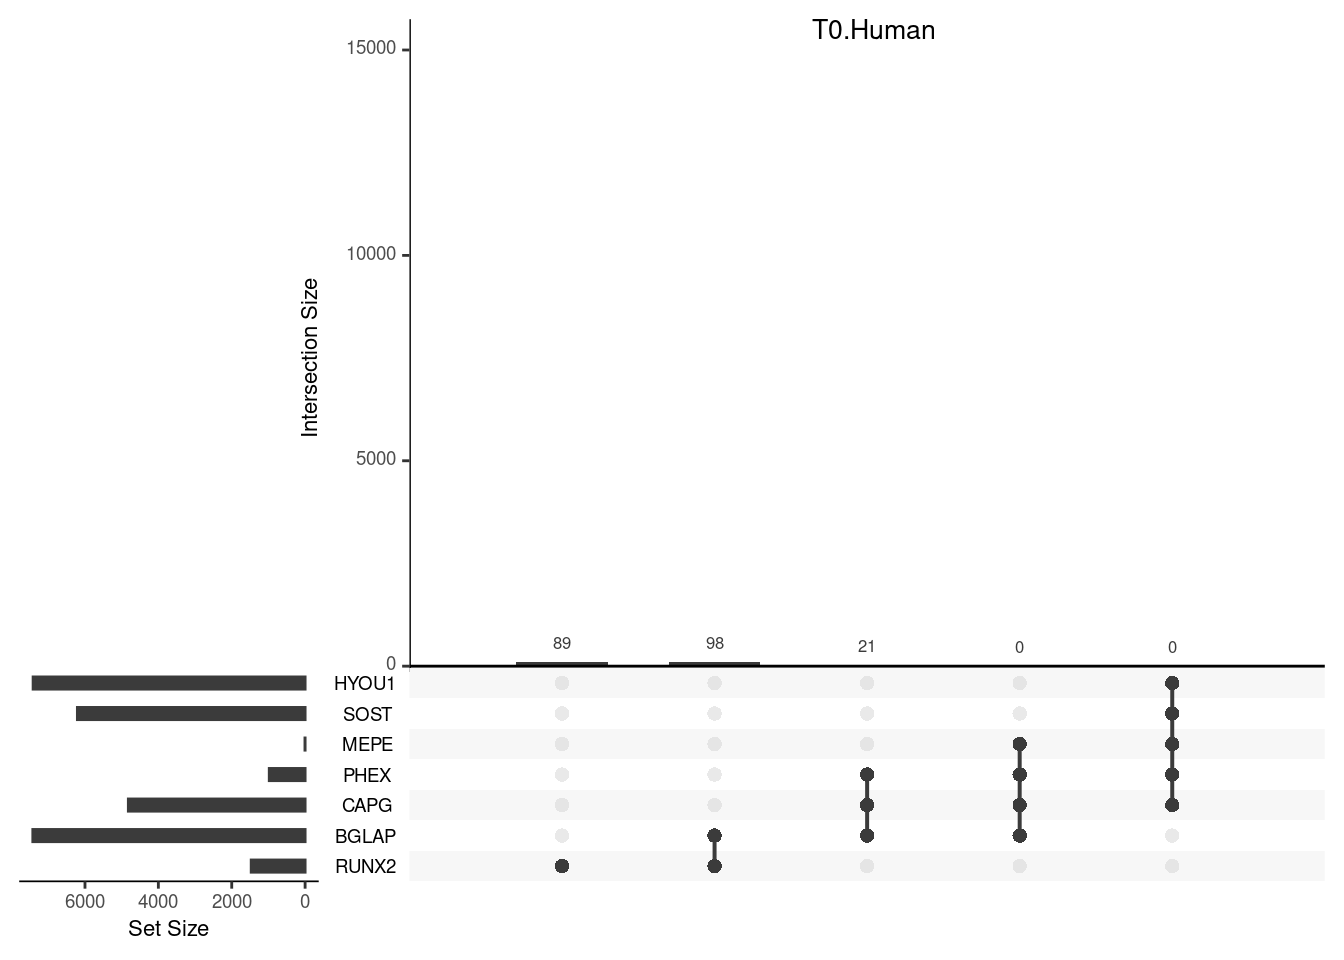 T0.Human
15000
10000
5000
0
Intersection Size
89 98 21 0 0
HYOU1
SOST
MEPE
PHEX
CAPG
BGLAP
RUNX2
6000 4000 2000 0
Set Size